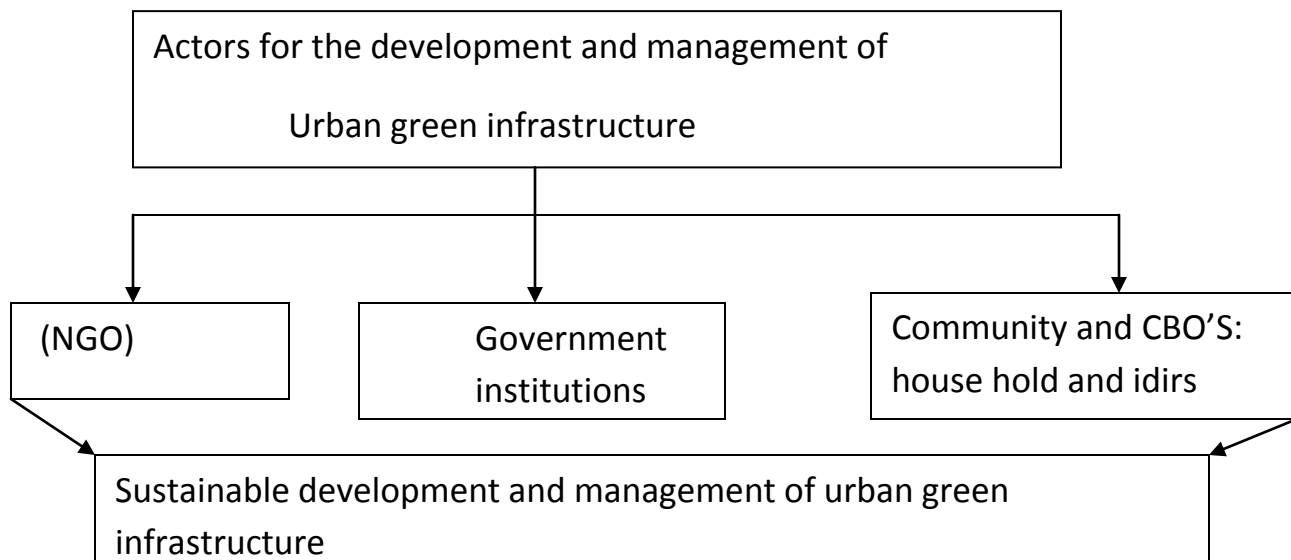 Actors for the development and management of
Urban green infrastructure
(NGO)
Government
institutions
Community and CBO’S:
house hold and idirs
Sustainable development and management of urban green
infrastructure